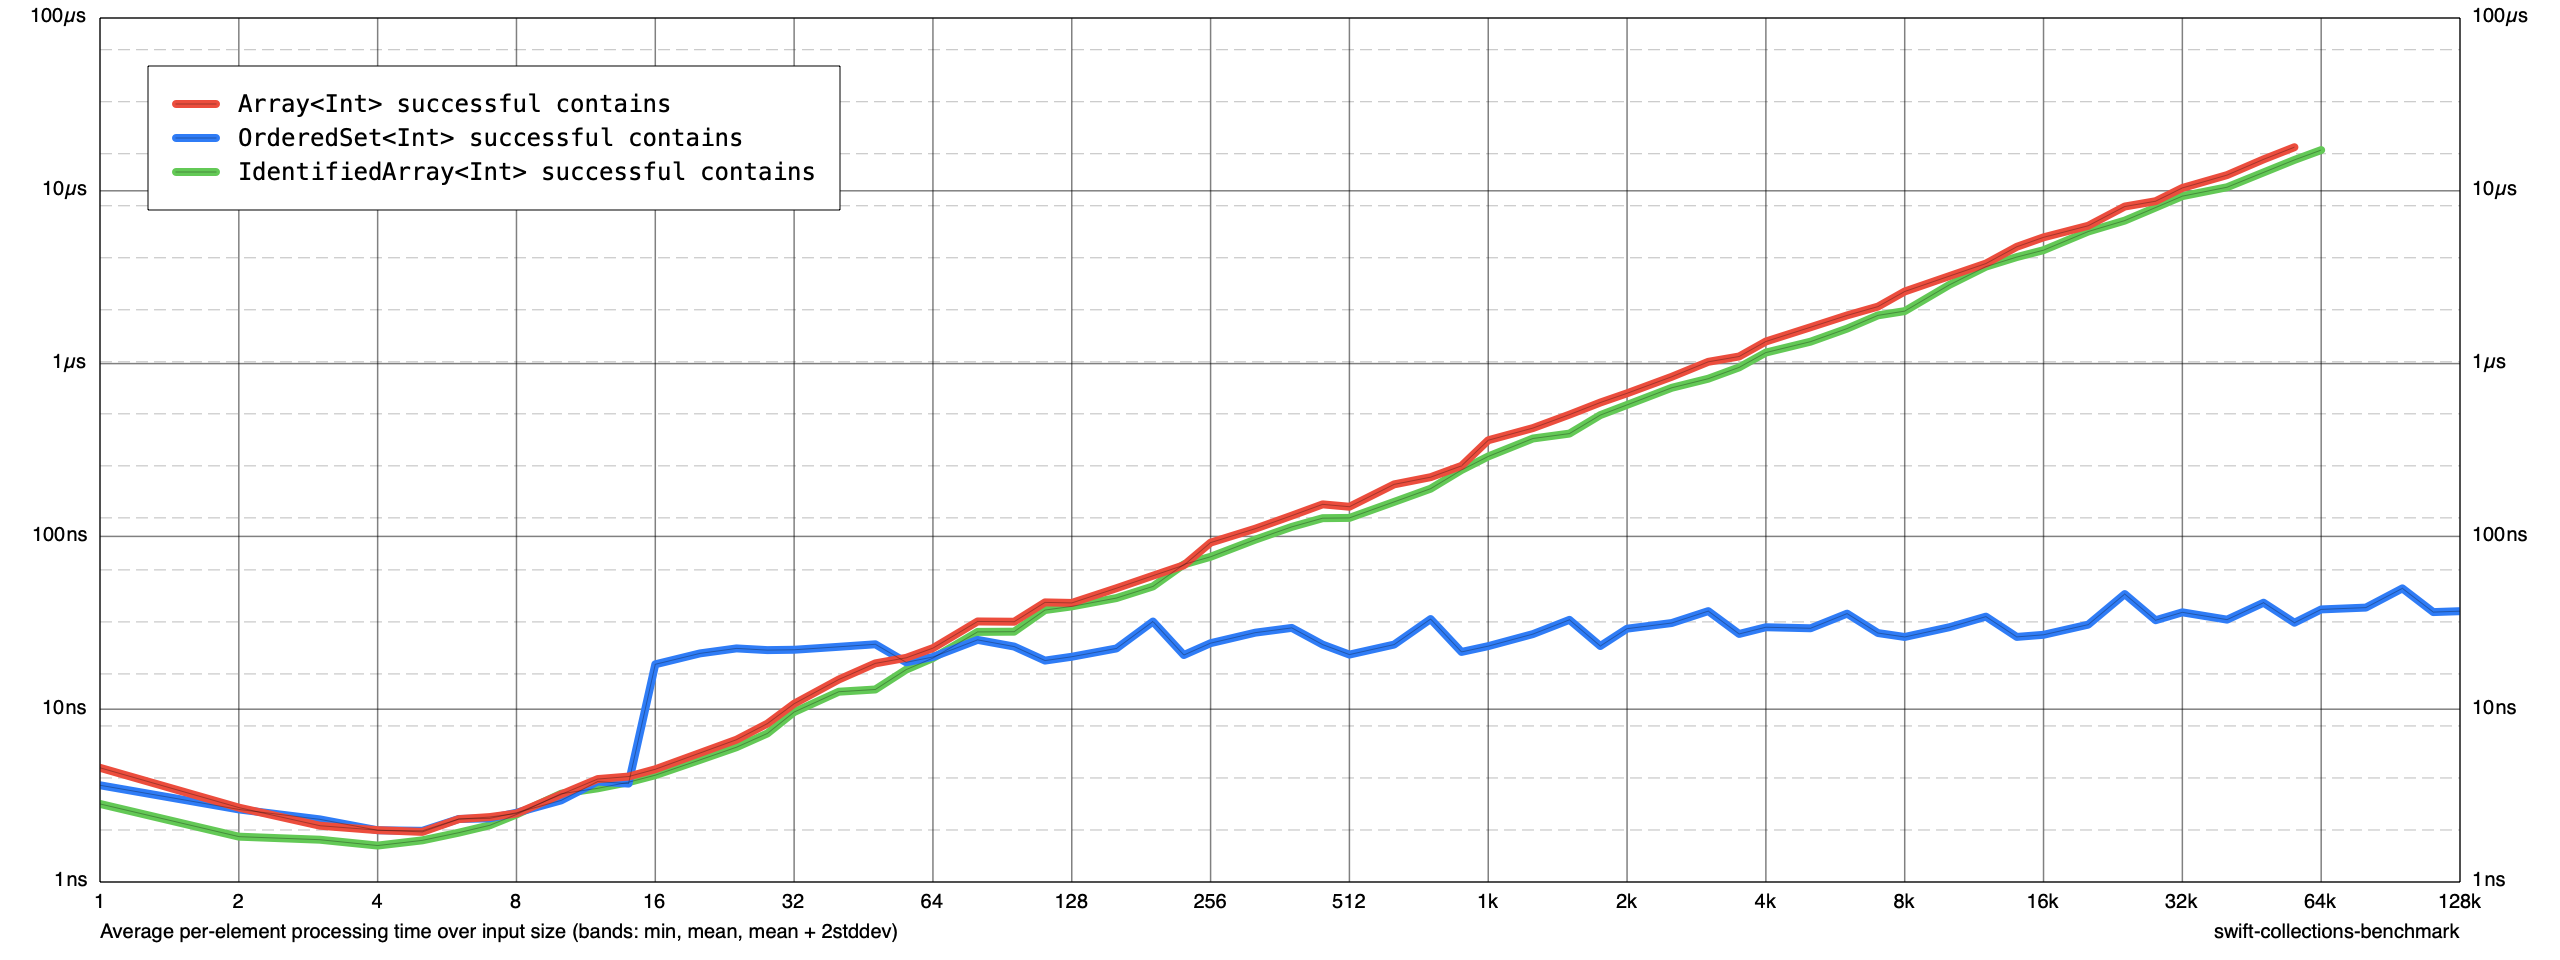 100µs
100µs
Array<Int> successful contains
OrderedSet<Int> successful contains
IdentifiedArray<Int> successful contains
10µs
10µs
1µs
1µs
100ns
100ns
10ns
10ns
1ns
1ns
1 2 4 8 16 32 64 128 256 512 1k 2k 4k 8k 16k 32k 64k 128k
Average per-element processing time over input size (bands: min, mean, mean + 2stddev)
swift-collections-benchmark